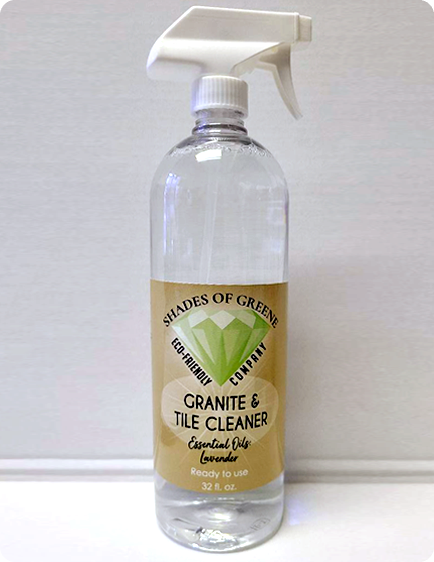 SHADES OF GREENE
ECO-FRIENDLY COMPANY
GRANITE &
TILE CLEANER
Essential Oils:
Lavender
Ready to use
32 fl. oz.